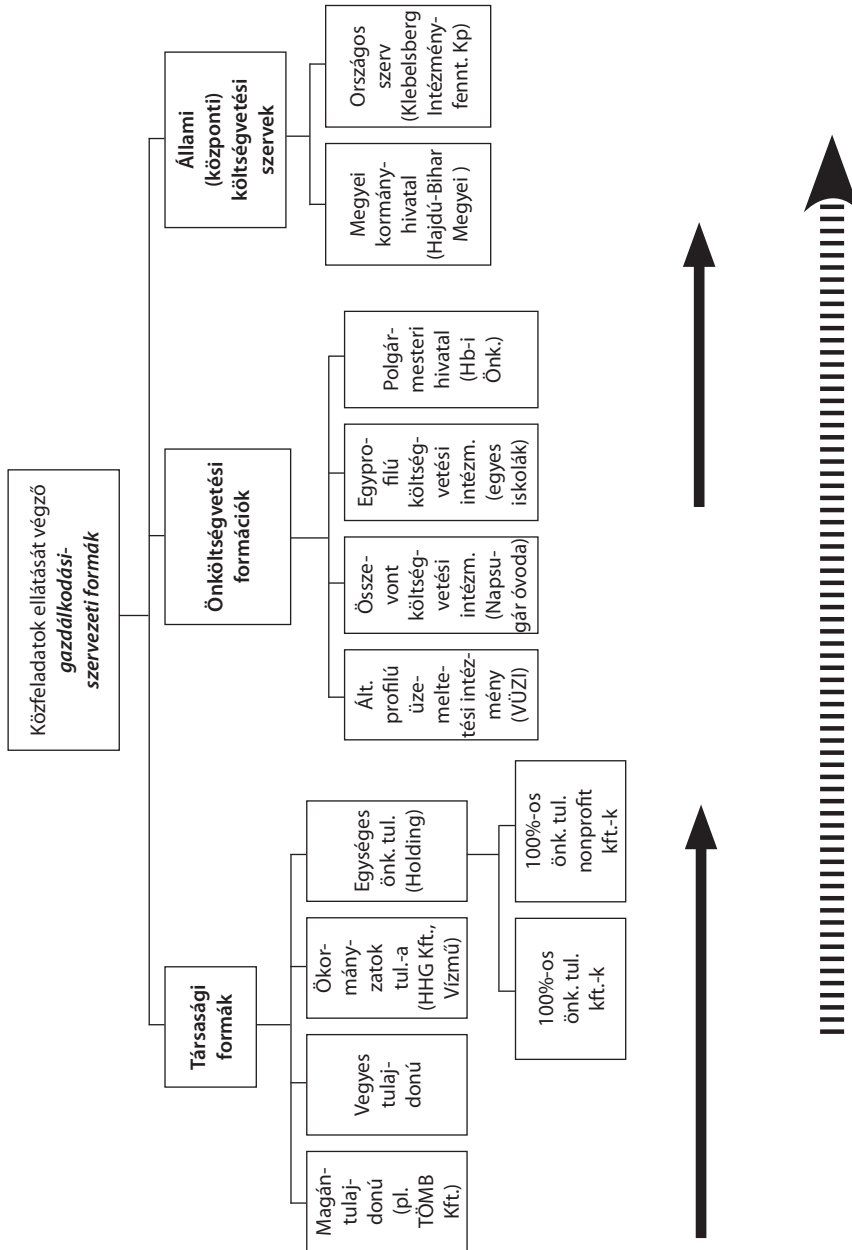 Közfeladatok ellátását végző
gazdálkodási-
szervezeti formák
Társasági
formák
Önköltségvetési
formációk
Állami
(központi)
költségvetési
szervek
Magán-
tulaj-
donú
(pl.
TÖMB
Kft.)
Vegyes
tulaj-
donú
Ökor-
mány-
zatok
tul.-a
(HHG Kft.,
Vízmű)
Egységes
önk. tul.
(Holding)
100%-os
önk. tul.
kft.-k
100%-os
önk. tul.
nonprofit
kft.-k
Ált.
profilú
üze-
melte-
tési intéz-
mény
(VÜZI)
Össze-
vont
költség-
vetési
intézm.
(Napsu-
gár óvoda)
Egypro-
filú
költség-
vetési
intézm.
(egyes
iskolák)
Polgár-
mesteri
hivatal
(Hb-i
Önk.)
Megyei
kormány-
hivatal
(Hajdú-Bihar
Megyei )
Országos
szerv
(Klebelsberg
Intézmény-
fennt. Kp)